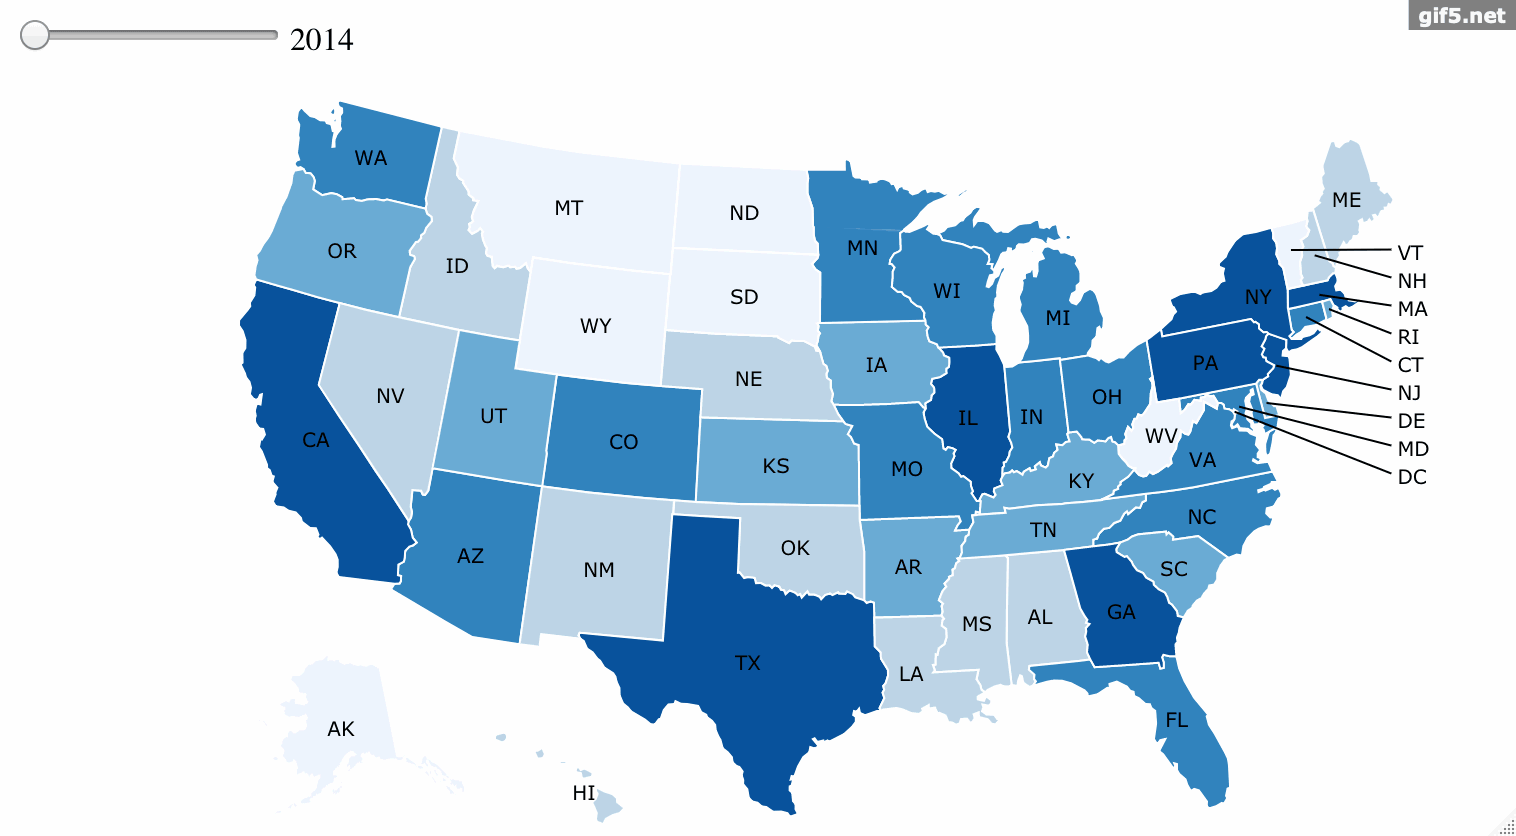 gif5.net
2014
WA
MT
ND
MN
ME
OR
ID
SD
WI
MI
NY
VT
NH
MA
RI
CT
NJ
DE
MD
DC
WY
NE
IA
PA
NV
UT
CO
KS
MO
IL
IN
OH
WV
VA
KY
CA
AZ
NM
OK
AR
TN
NC
SC
MS
AL
GA
TX
LA
FL
AK
HI